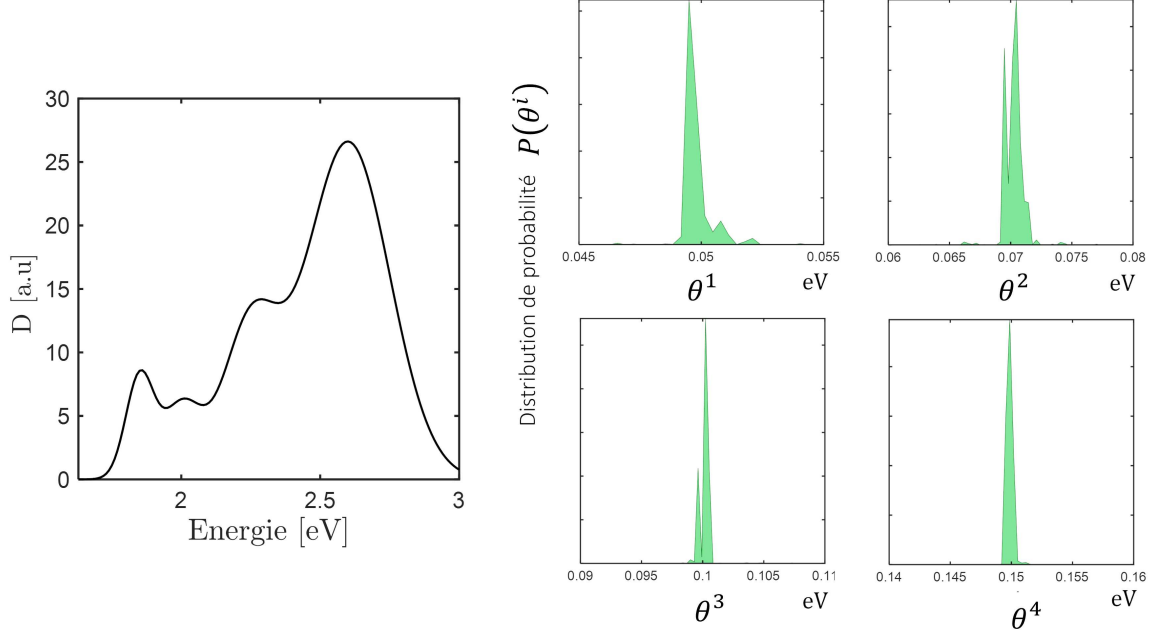 30
25
20
15
10
5
0
D [a.u]
2
2.5
3
Energie [eV]
Distribution de probabilité P(θ^i)
0.045
0.05
0.055
θ^1
eV
0.06
0.065
0.07
0.075
0.08
θ^2
eV
0.09
0.095
0.1
0.105
0.11
θ^3
eV
0.14
0.145
0.15
0.155
0.16
θ^4
eV